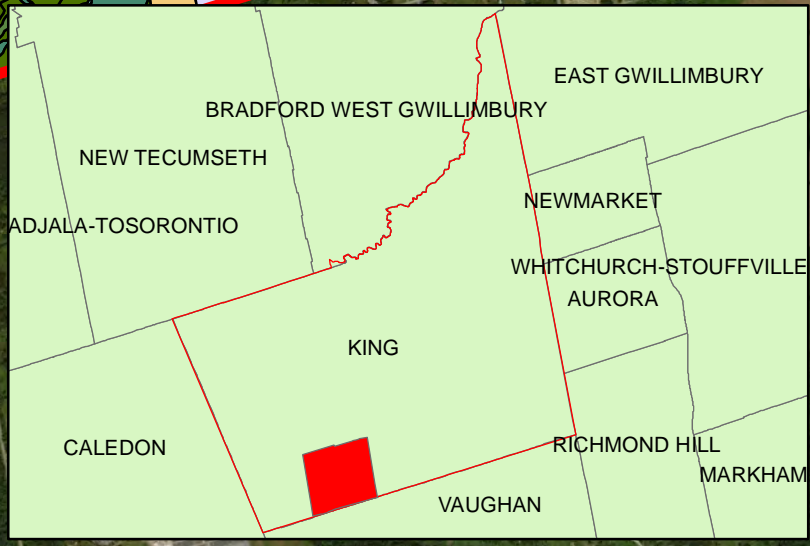 EAST GWILLIMBURY
BRADFORD WEST GWILLIMBURY
NEW TECUMSETH
NEWMARKET
ADJALA-TOSORONTIO
WHITCHURCH-STOUFFVILLE
AURORA
KING
CALEDON
RICHMOND HILL
MARKHAM
VAUGHAN